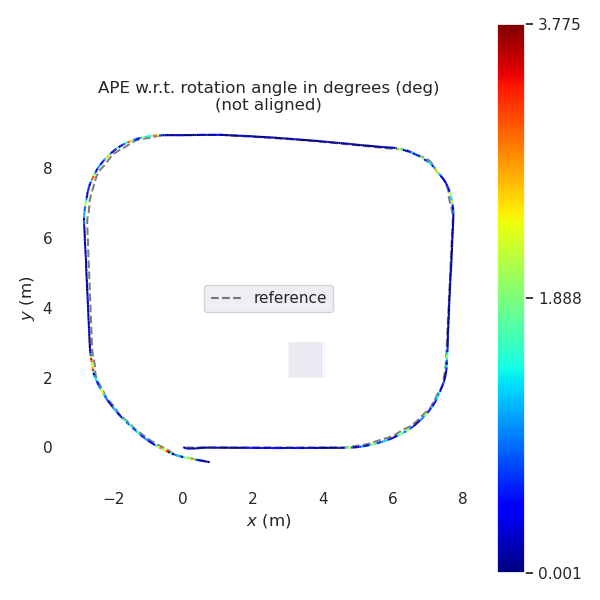 APE w.r.t. rotation angle in degrees (deg)
(not aligned)
3.775
1.888
0.001
8
6
4
2
0
y (m)
reference
−2 0 2 4 6 8
x (m)